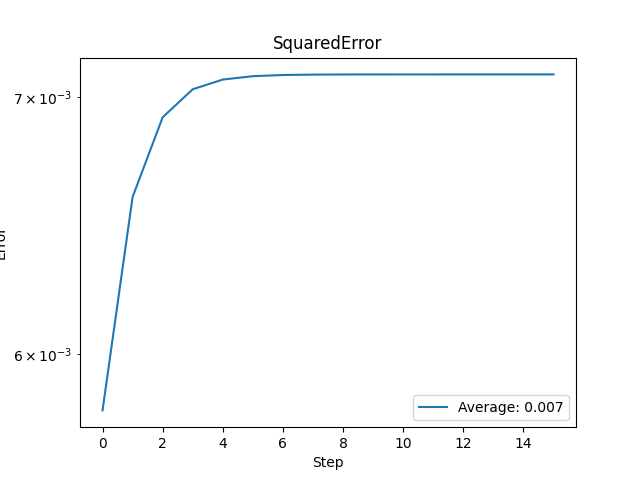 SquaredError
7 × 10⁻³
6 × 10⁻³
Error
Average: 0.007
0 2 4 6 8 10 12 14
Step